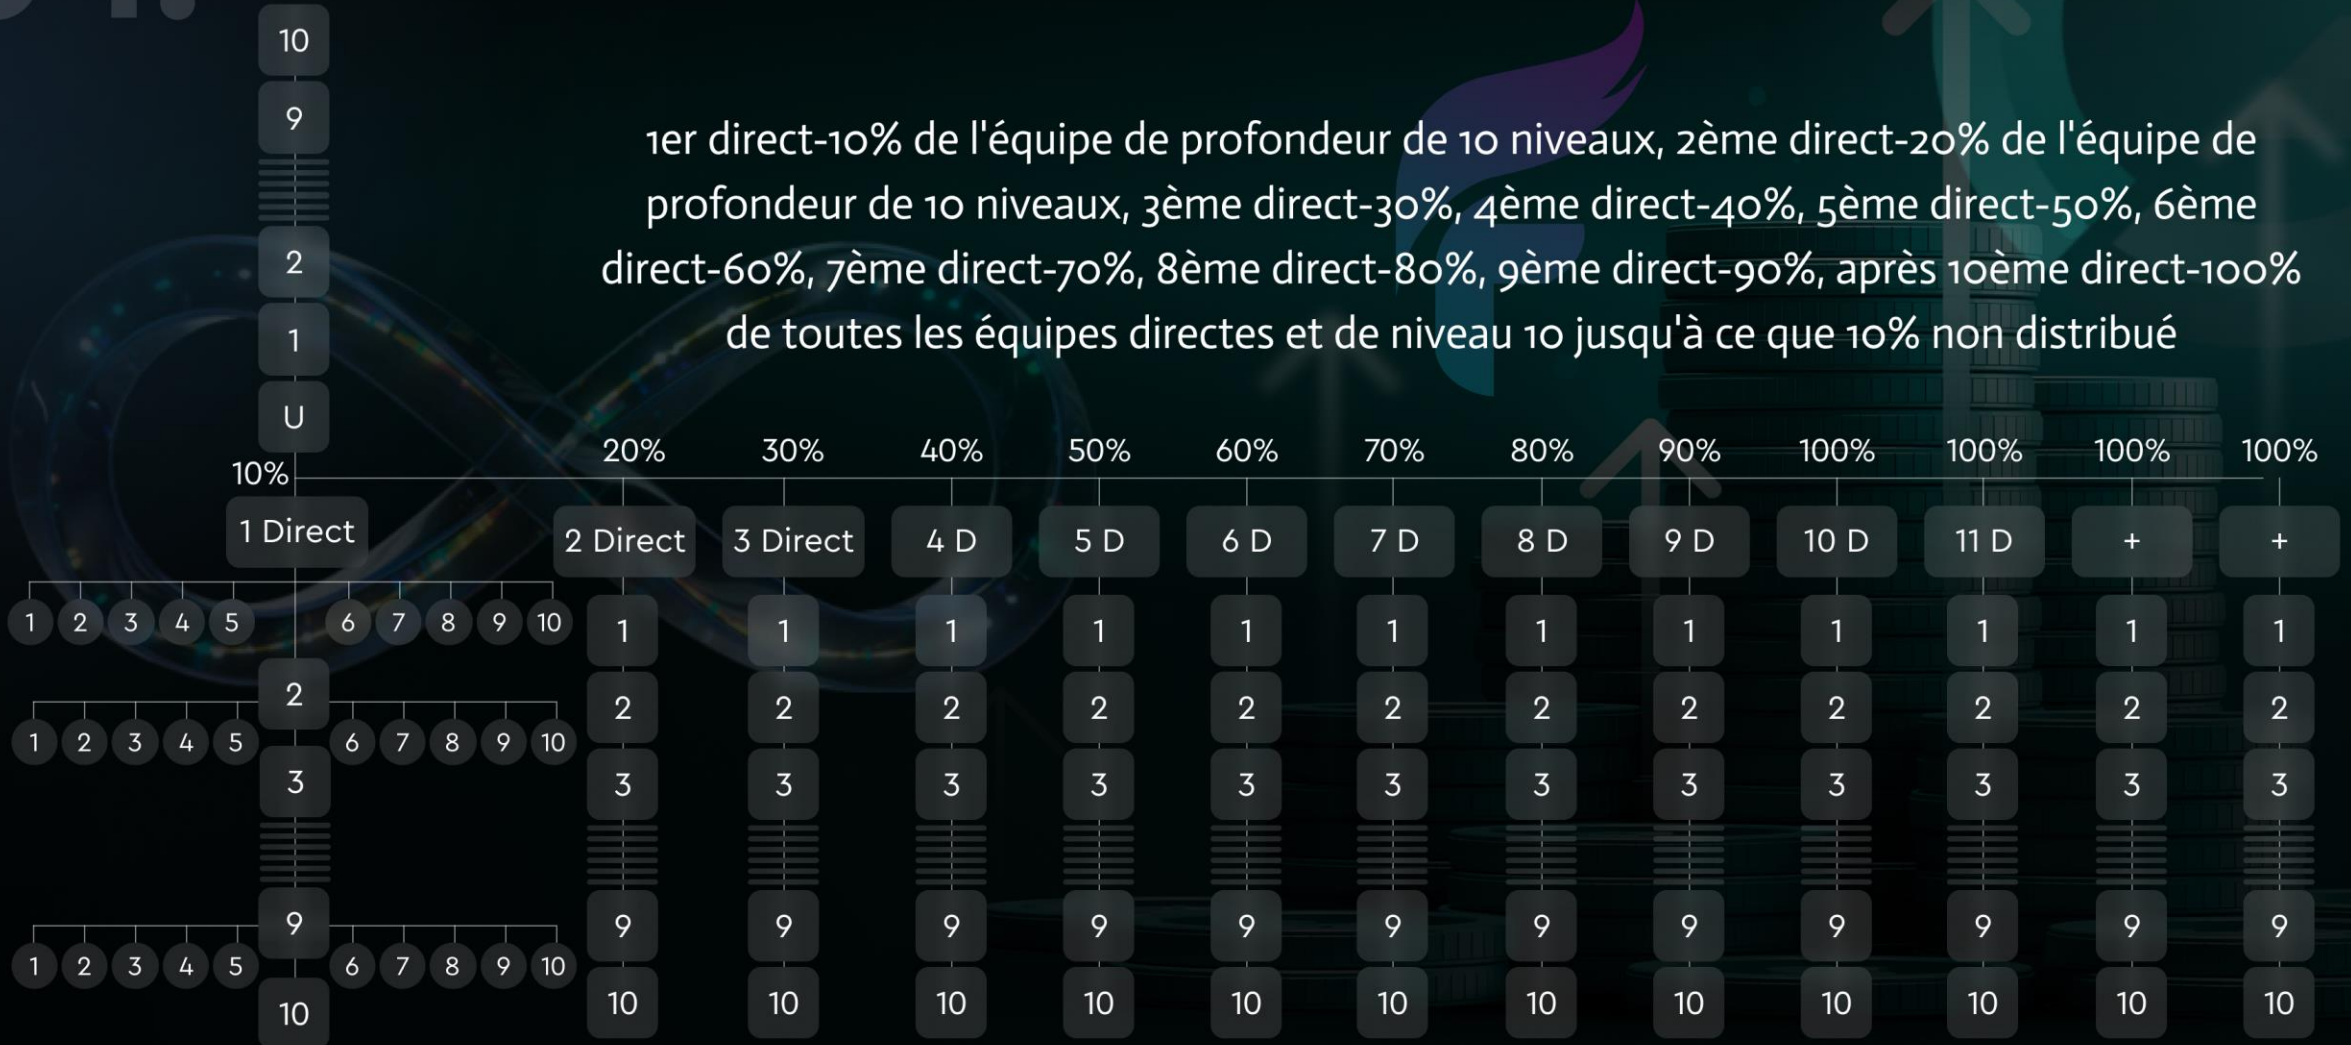 10
9
1er direct-10% de l'équipe de profondeur de 10 niveaux, 2ème direct-20% de l'équipe de
profondeur de 10 niveaux, 3ème direct-30%, 4ème direct-40%, 5ème direct-50%, 6ème
direct-60%, 7ème direct-70%, 8ème direct-80%, 9ème direct-90%, après 10ème direct-100%
de toutes les équipes directes et de niveau 10 jusqu'à ce que 10% non distribué
2
1
U
10% 20% 30% 40% 50% 60% 70% 80% 90% 100% 100% 100% 100%
1 Direct 2 Direct 3 Direct 4 D 5 D 6 D 7 D 8 D 9 D 10 D 11 D + +
1 2 3 4 5 6 7 8 9 10 1 1 1 1 1 1 1 1 1 1 1 1
2 2 2 2 2 2 2 2 2 2 2 2 2
1 2 3 4 5 6 7 8 9 10
3 3 3 3 3 3 3 3 3 3 3 3 3
9 9 9 9 9 9 9 9 9 9 9 9 9
1 2 3 4 5 6 7 8 9 10
10 10 10 10 10 10 10 10 10 10 10 10 10